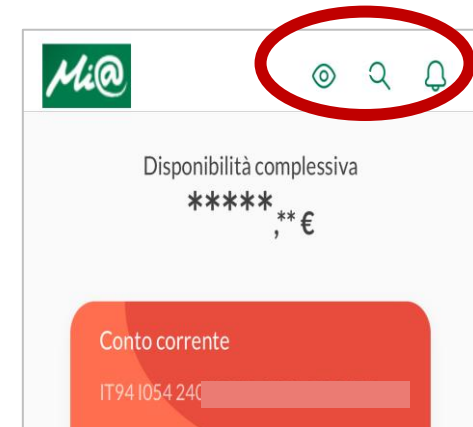 Mi@
Disponibilità complessiva
*****,** €
Conto corrente
IT94 I054 240